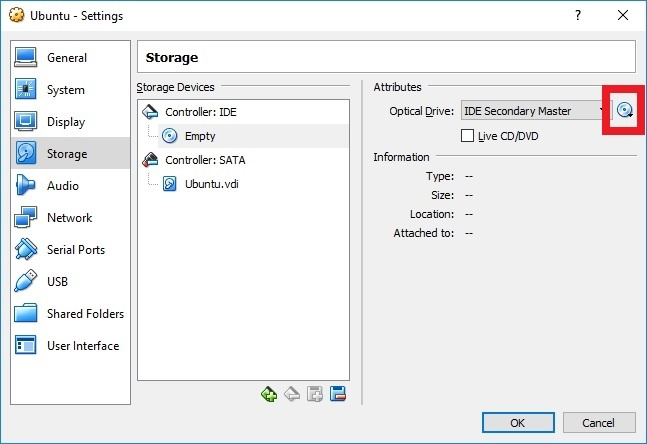 Ubuntu - Settings
?
General
System
Display
Storage
Audio
Network
Serial Ports
USB
Shared Folders
User Interface
Storage
Storage Devices
Controller: IDE
Empty
Controller: SATA
Ubuntu.vdi
Attributes
Optical Drive: IDE Secondary Master
Live CD/DVD
Information
Type: --
Size: --
Location: --
Attached to: --
OK
Cancel